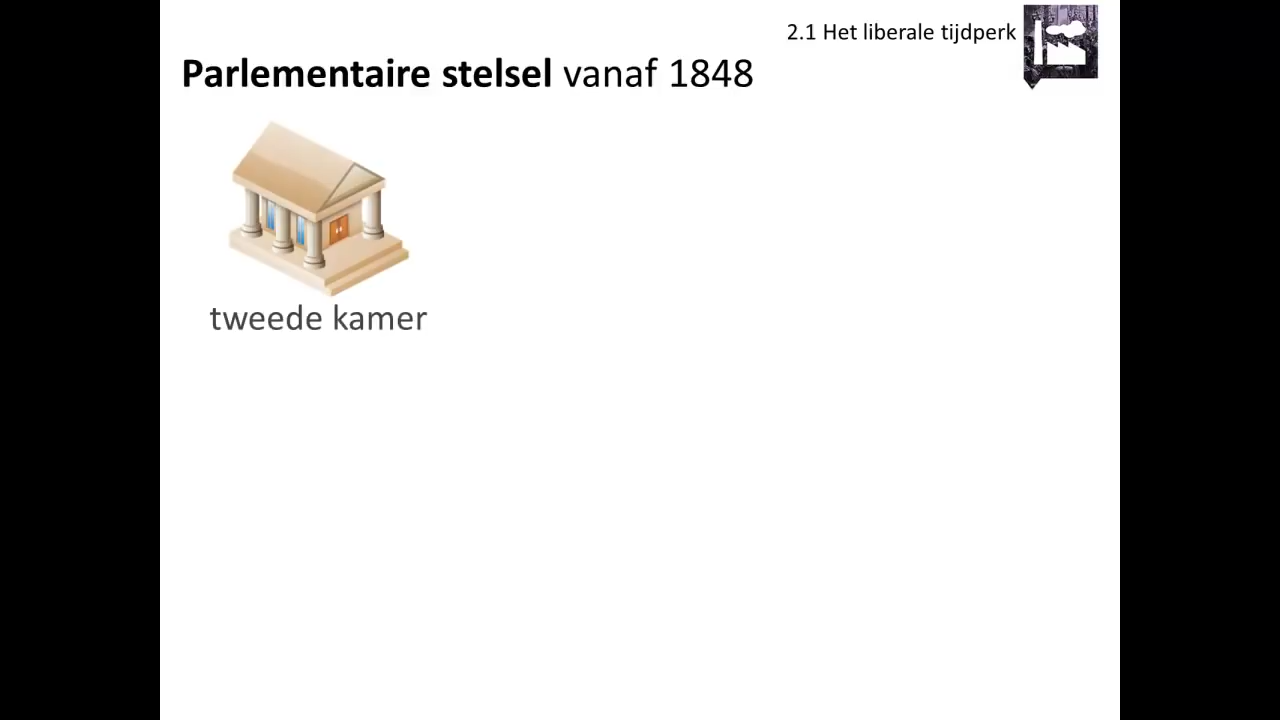 2.1 Het liberale tijdperk
Parlementaire stelsel vanaf 1848
tweede kamer